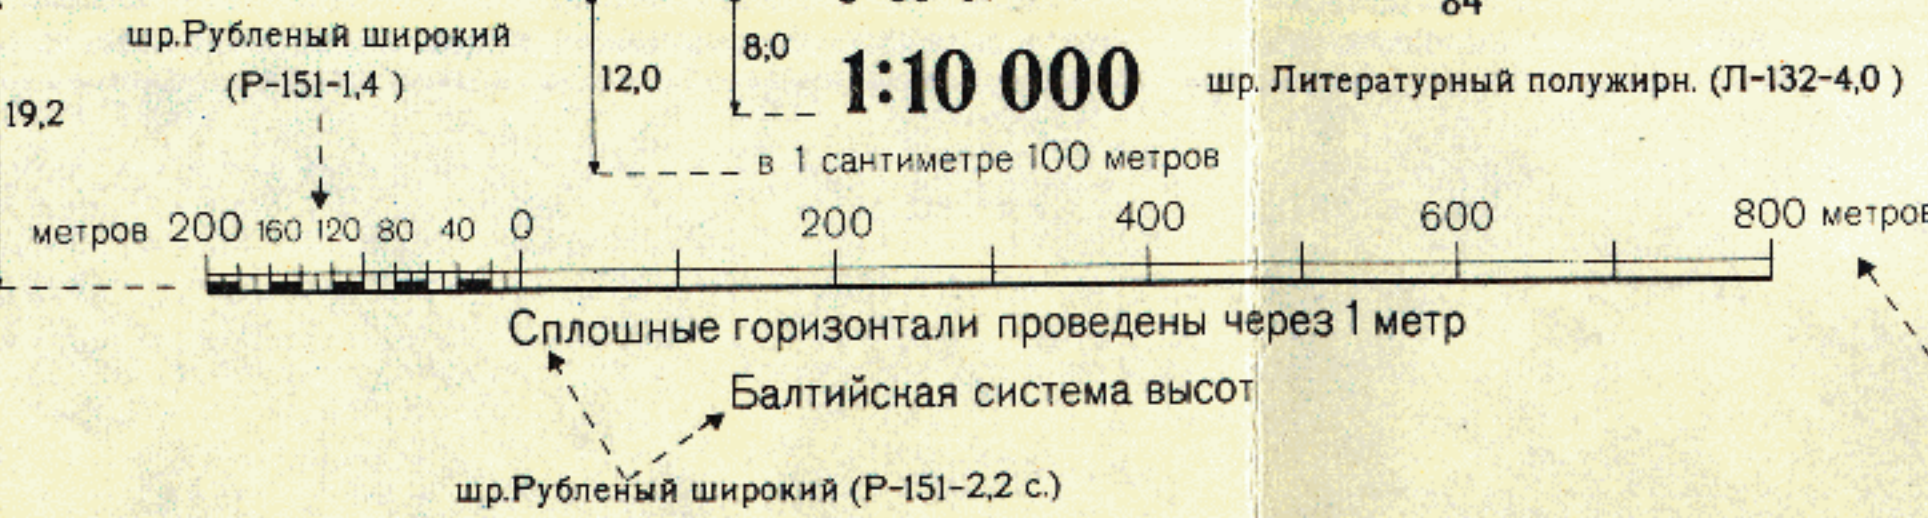 84
шр.Рубленый широкий
(Р-151-1,4 )
19,2
12,0
8,0
1:10 000
шр. Литературный полужирн. (Л-132-4,0 )
в 1 сантиметре 100 метров
метров 200 160 120 80 40 0 200 400 600 800 метров
Сплошные горизонтали проведены через 1 метр
Балтийская система высот
шр.Рубленый широкий (Р-151-2,2 с.)